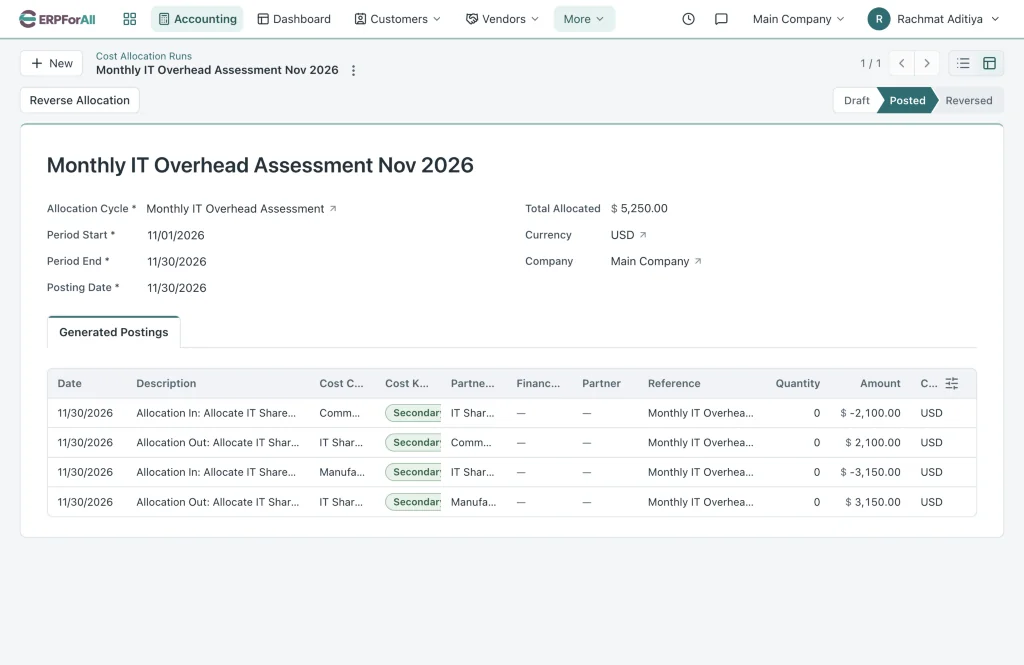 ERPForAll
Accounting
Dashboard
Customers
Vendors
More
Main Company
R
Rachmat Aditiya
New
Cost Allocation Runs
Monthly IT Overhead Assessment Nov 2026
1 / 1
Reverse Allocation
Draft
Posted
Reversed
Monthly IT Overhead Assessment Nov 2026
Allocation Cycle * Monthly IT Overhead Assessment
Total Allocated $ 5,250.00
Period Start * 11/01/2026
Currency USD
Period End * 11/30/2026
Company Main Company
Posting Date * 11/30/2026
Generated Postings
Date Description Cost C... Cost K... Partne... Financ... Partner Reference Quantity Amount C...
11/30/2026 Allocation In: Allocate IT Share... Comm... Secondary IT Shar... — — Monthly IT Overhea... 0 $ -2,100.00 USD
11/30/2026 Allocation Out: Allocate IT Shar... IT Shar... Secondary Comm... — — Monthly IT Overhea... 0 $ 2,100.00 USD
11/30/2026 Allocation In: Allocate IT Share... Manufa... Secondary IT Shar... — — Monthly IT Overhea... 0 $ -3,150.00 USD
11/30/2026 Allocation Out: Allocate IT Shar... IT Shar... Secondary Manufa... — — Monthly IT Overhea... 0 $ 3,150.00 USD